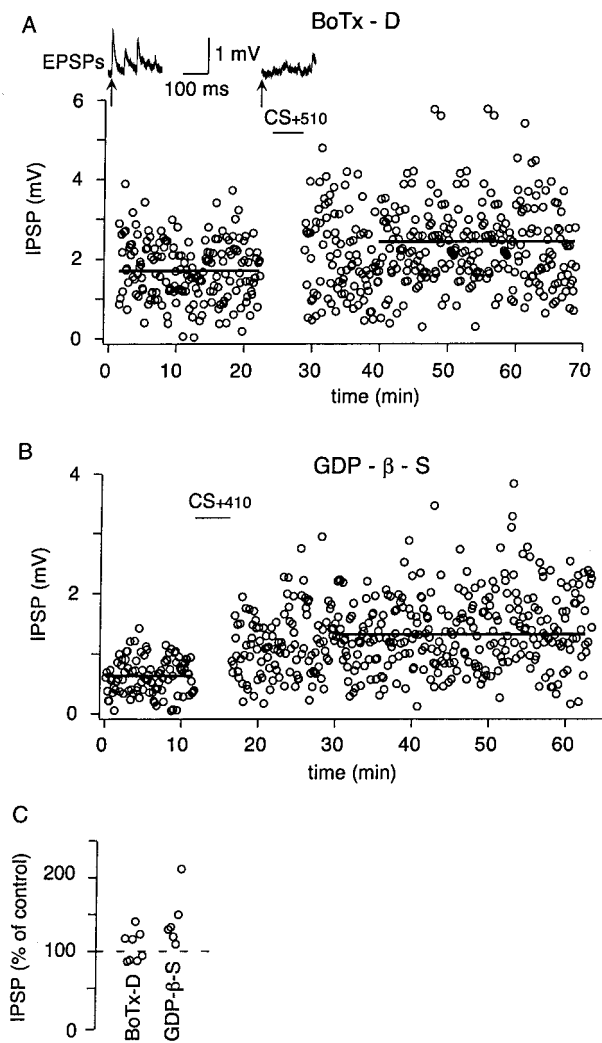 A
BoTx - D
EPSPs
1 mV
100 ms
CS+510
6
4
2
0
IPSP (mV)
0 10 20 30 40 50 60 70
time (min)
B
GDP - β - S
CS+410
4
2
0
IPSP (mV)
0 10 20 30 40 50 60
time (min)
C
200
100
0
IPSP (% of control)
BoTx-D
GDP-β-S